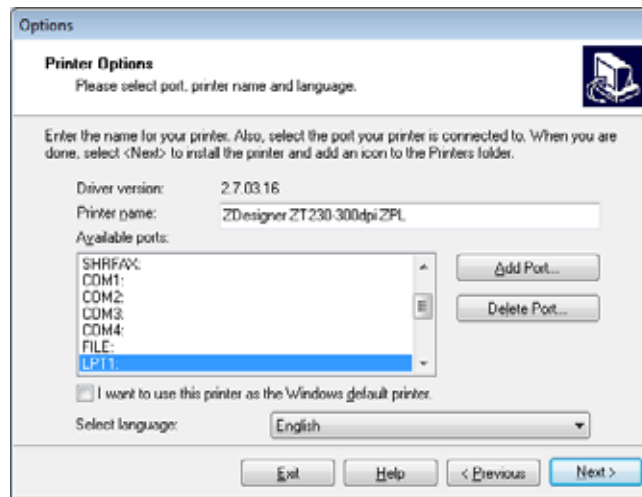 Options
Printer Options
Please select port, printer name and language.
Enter the name for your printer. Also, select the port your printer is connected to. When you are
done, select <Next> to install the printer and add an icon to the Printers folder.
Driver version: 2.7.03.16
Printer name: ZDesigner ZT230-300dpi ZPL
Available ports:
SHRFAX:
COM1:
COM2:
COM3:
COM4:
FILE:
LPT1:
Add Port...
Delete Port...
I want to use this printer as the Windows default printer.
Select language: English
Exit Help < Previous Next >